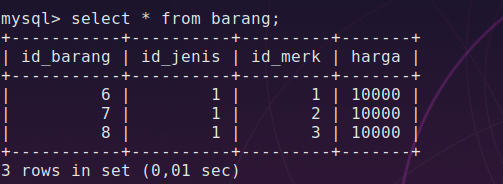 mysql> select * from barang;
+-----------+----------+---------+-------+
| id_barang | id_jenis | id_merk | harga |
+-----------+----------+---------+-------+
|         6 |        1 |       1 | 10000 |
|         7 |        1 |       2 | 10000 |
|         8 |        1 |       3 | 10000 |
+-----------+----------+---------+-------+
3 rows in set (0,01 sec)